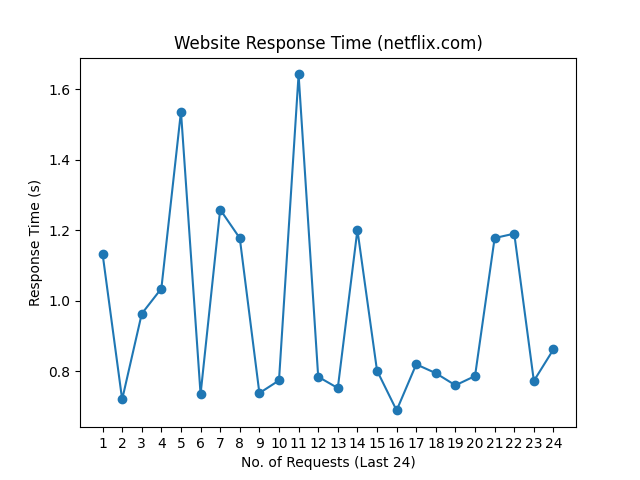 Website Response Time (netflix.com)
Response Time (s)
1.6
1.4
1.2
1.0
0.8
1 2 3 4 5 6 7 8 9 10 11 12 13 14 15 16 17 18 19 20 21 22 23 24
No. of Requests (Last 24)